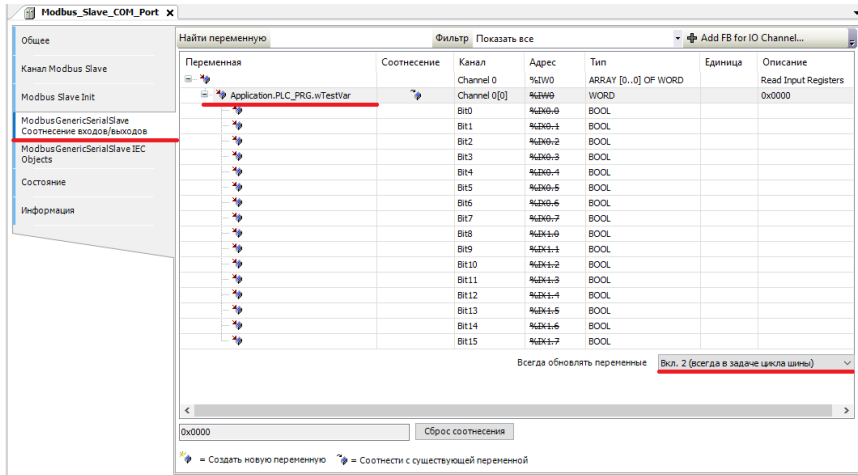 Modbus_Slave_COM_Port x
Общее
Канал Modbus Slave
Modbus Slave Init
ModbusGenericSerialSlave
Соотнесение входов/выходов
ModbusGenericSerialSlave IEC
Objects
Состояние
Информация
Найти переменную Фильтр Показать все Add FB for IO Channel...
Переменная Соотнесение Канал Адрес Тип Единица Описание
Channel 0 %IW0 ARRAY [0..0] OF WORD Read Input Registers
Application.PLC_PRG.wTestVar Channel 0[0] %IW0 WORD 0x0000
Bit0 %IX0.0 BOOL
Bit1 %IX0.1 BOOL
Bit2 %IX0.2 BOOL
Bit3 %IX0.3 BOOL
Bit4 %IX0.4 BOOL
Bit5 %IX0.5 BOOL
Bit6 %IX0.6 BOOL
Bit7 %IX0.7 BOOL
Bit8 %IX1.0 BOOL
Bit9 %IX1.1 BOOL
Bit10 %IX1.2 BOOL
Bit11 %IX1.3 BOOL
Bit12 %IX1.4 BOOL
Bit13 %IX1.5 BOOL
Bit14 %IX1.6 BOOL
Bit15 %IX1.7 BOOL
Всегда обновлять переменные Вкл. 2 (всегда в задаче цикла шины)
0x0000 Сброс соотнесения
= Создать новую переменную = Соотнести с существующей переменной